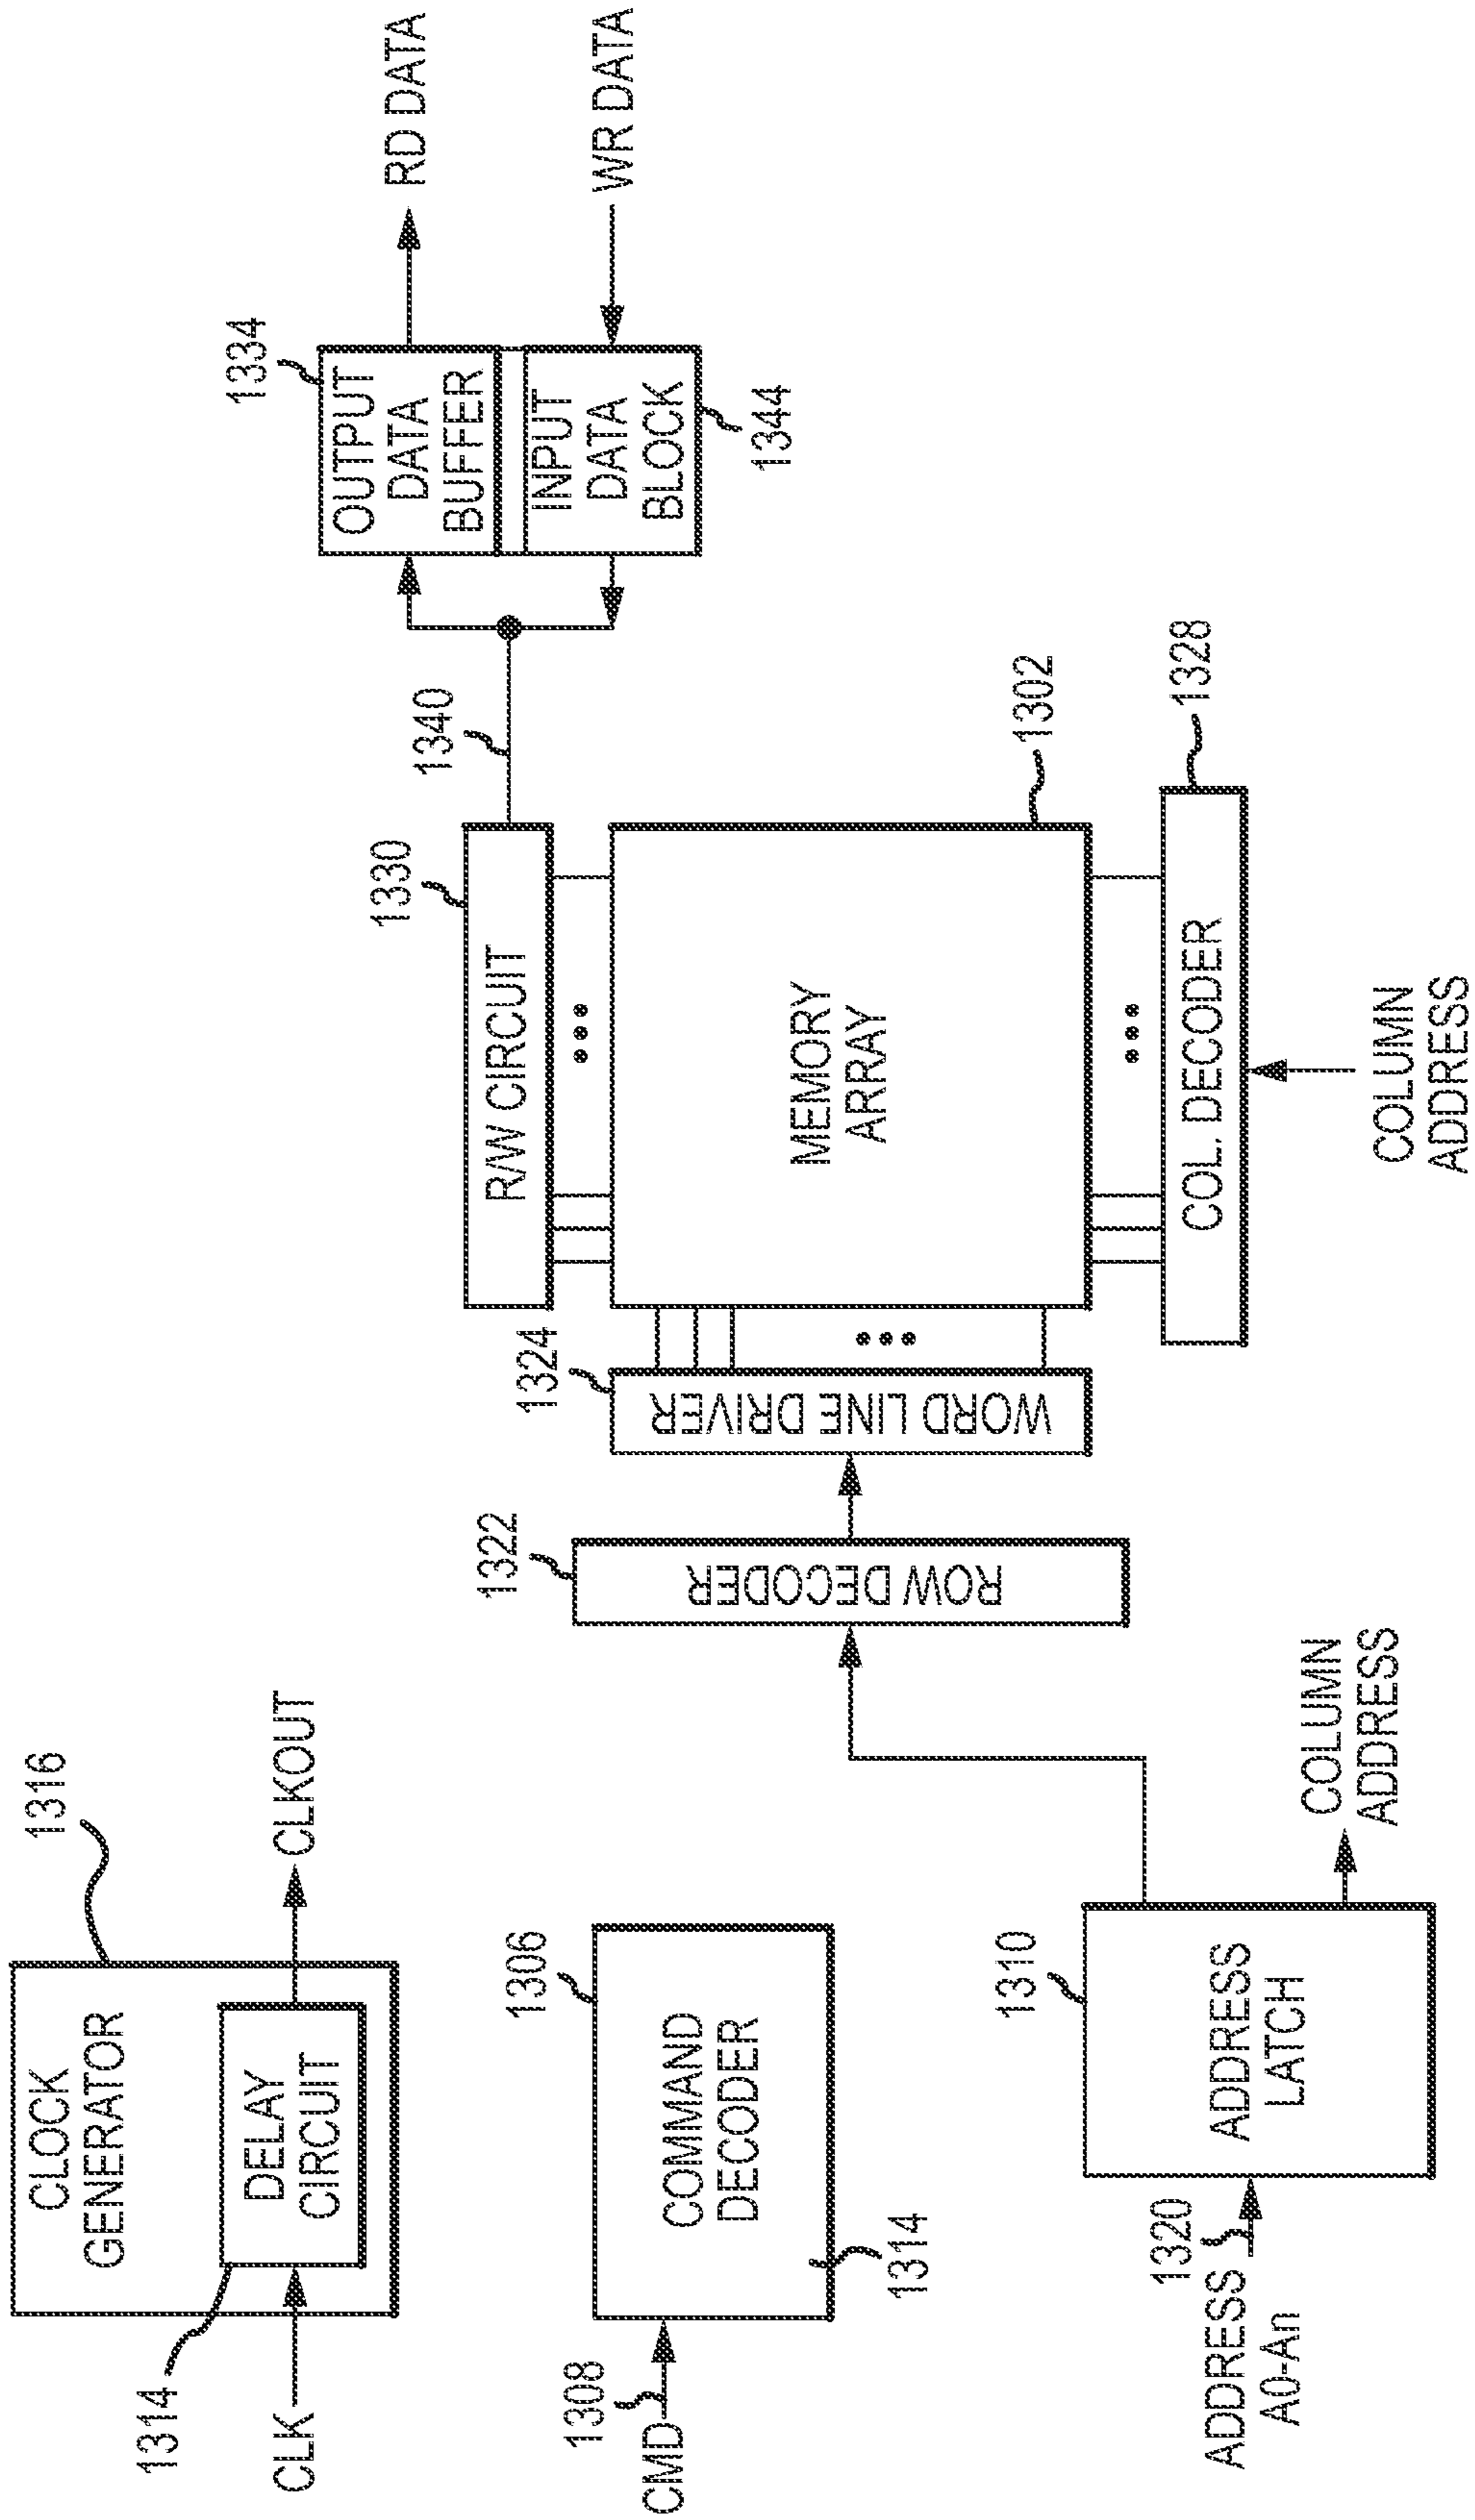 1316
CLOCK
GENERATOR
DELAY
CIRCUIT
1314
CLK
CLKOUT
1306
COMMAND
DECODER
1314
1308
CMD
1310
ADDRESS
LATCH
1320
ADDRESS
A0-An
COLUMN
ADDRESS
1322
ROW DECODER
1324
WORD LINE DRIVER
1330
R/W CIRCUIT
MEMORY
ARRAY
1302
COL. DECODER
1328
COLUMN
ADDRESS
1340
1334
OUTPUT
DATA
BUFFER
INPUT
DATA
BLOCK
1344
RD DATA
WR DATA